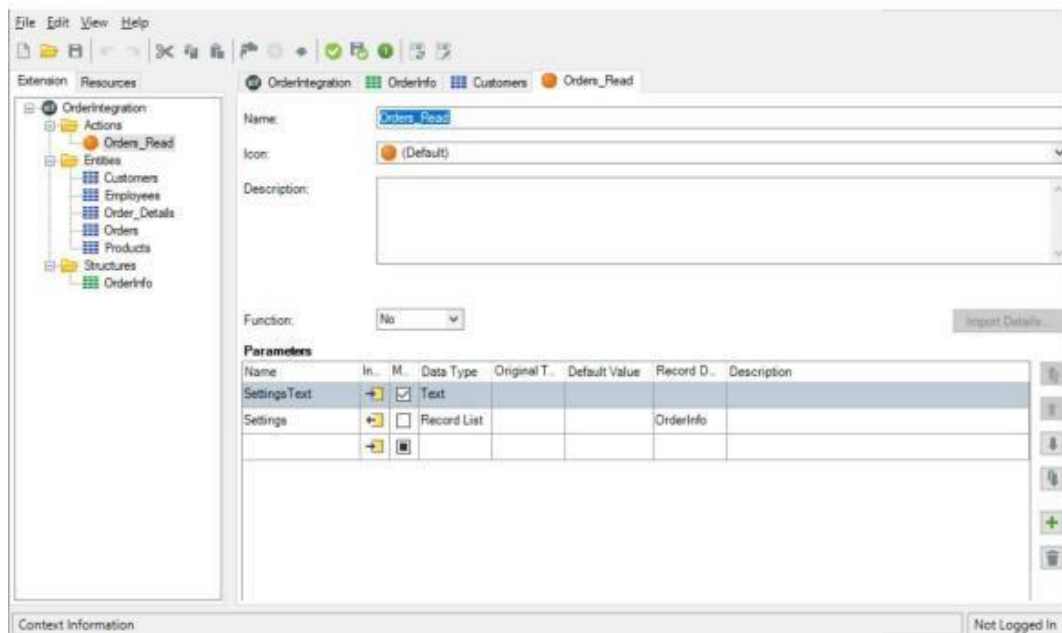 File Edit View Help
Extension Resources
OrderIntegration OrderInfo Customers Orders_Read
OrderIntegration
Actions
Orders_Read
Entities
Customers
Employees
Order_Details
Orders
Products
Structures
OrderInfo
Name: Orders_Read
Icon: (Default)
Description:
Function: No
Import Details...
Parameters
Name In... M... Data Type Original T... Default Value Record D... Description
SettingsText Text
Settings Record List OrderInfo
Context Information Not Logged In